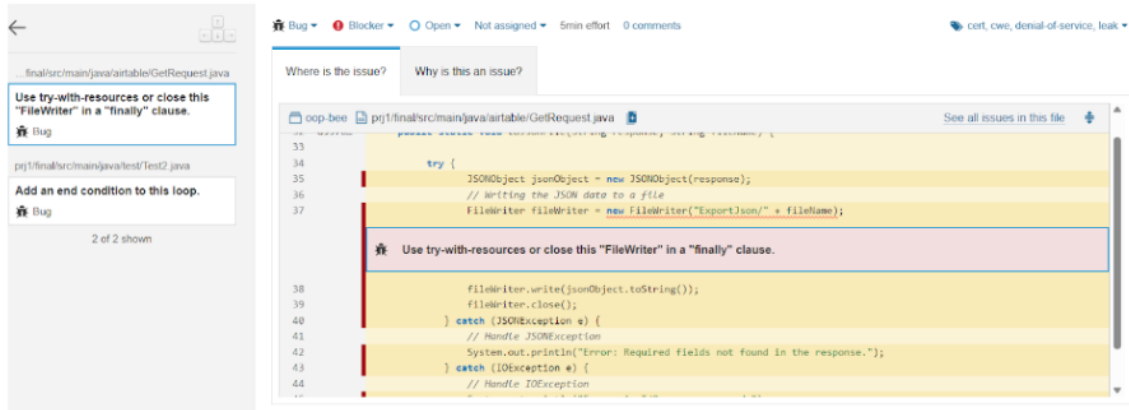 Bug Blocker Open Not assigned 5min effort 0 comments cert, cwe, denial-of-service, leak
Where is the issue? Why is this an issue?
...final/src/main/java/airtable/GetRequest.java
Use try-with-resources or close this
"FileWriter" in a "finally" clause.
Bug
prj1/final/src/main/java/test/Test2.java
Add an end condition to this loop.
Bug
2 of 2 shown
oop-bee prj1/final/src/main/java/airtable/GetRequest.java See all issues in this file
33
34 try {
35 JSONObject jsonObject = new JSONObject(response);
36 // Writing the JSON data to a file
37 FileWriter fileWriter = new FileWriter("ExportJson/" + fileName);
Use try-with-resources or close this "FileWriter" in a "finally" clause.
38 fileWriter.write(jsonObject.toString());
39 fileWriter.close();
40 } catch (JSONException e) {
41 // Handle JSONException
42 System.out.println("Error: Required fields not found in the response.");
43 } catch (IOException e) {
44 // Handle IOException